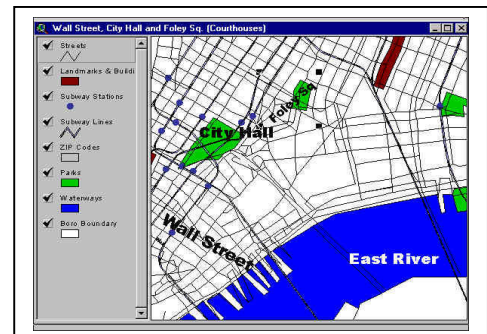 Wall Street, City Hall and Foley Sq. (Courthouses)
Streets
Landmarks & Buildi
Subway Stations
Subway Lines
ZIP Codes
Parks
Waterways
Boro Boundary
Foley Sq.
City Hall
Wall Street
East River